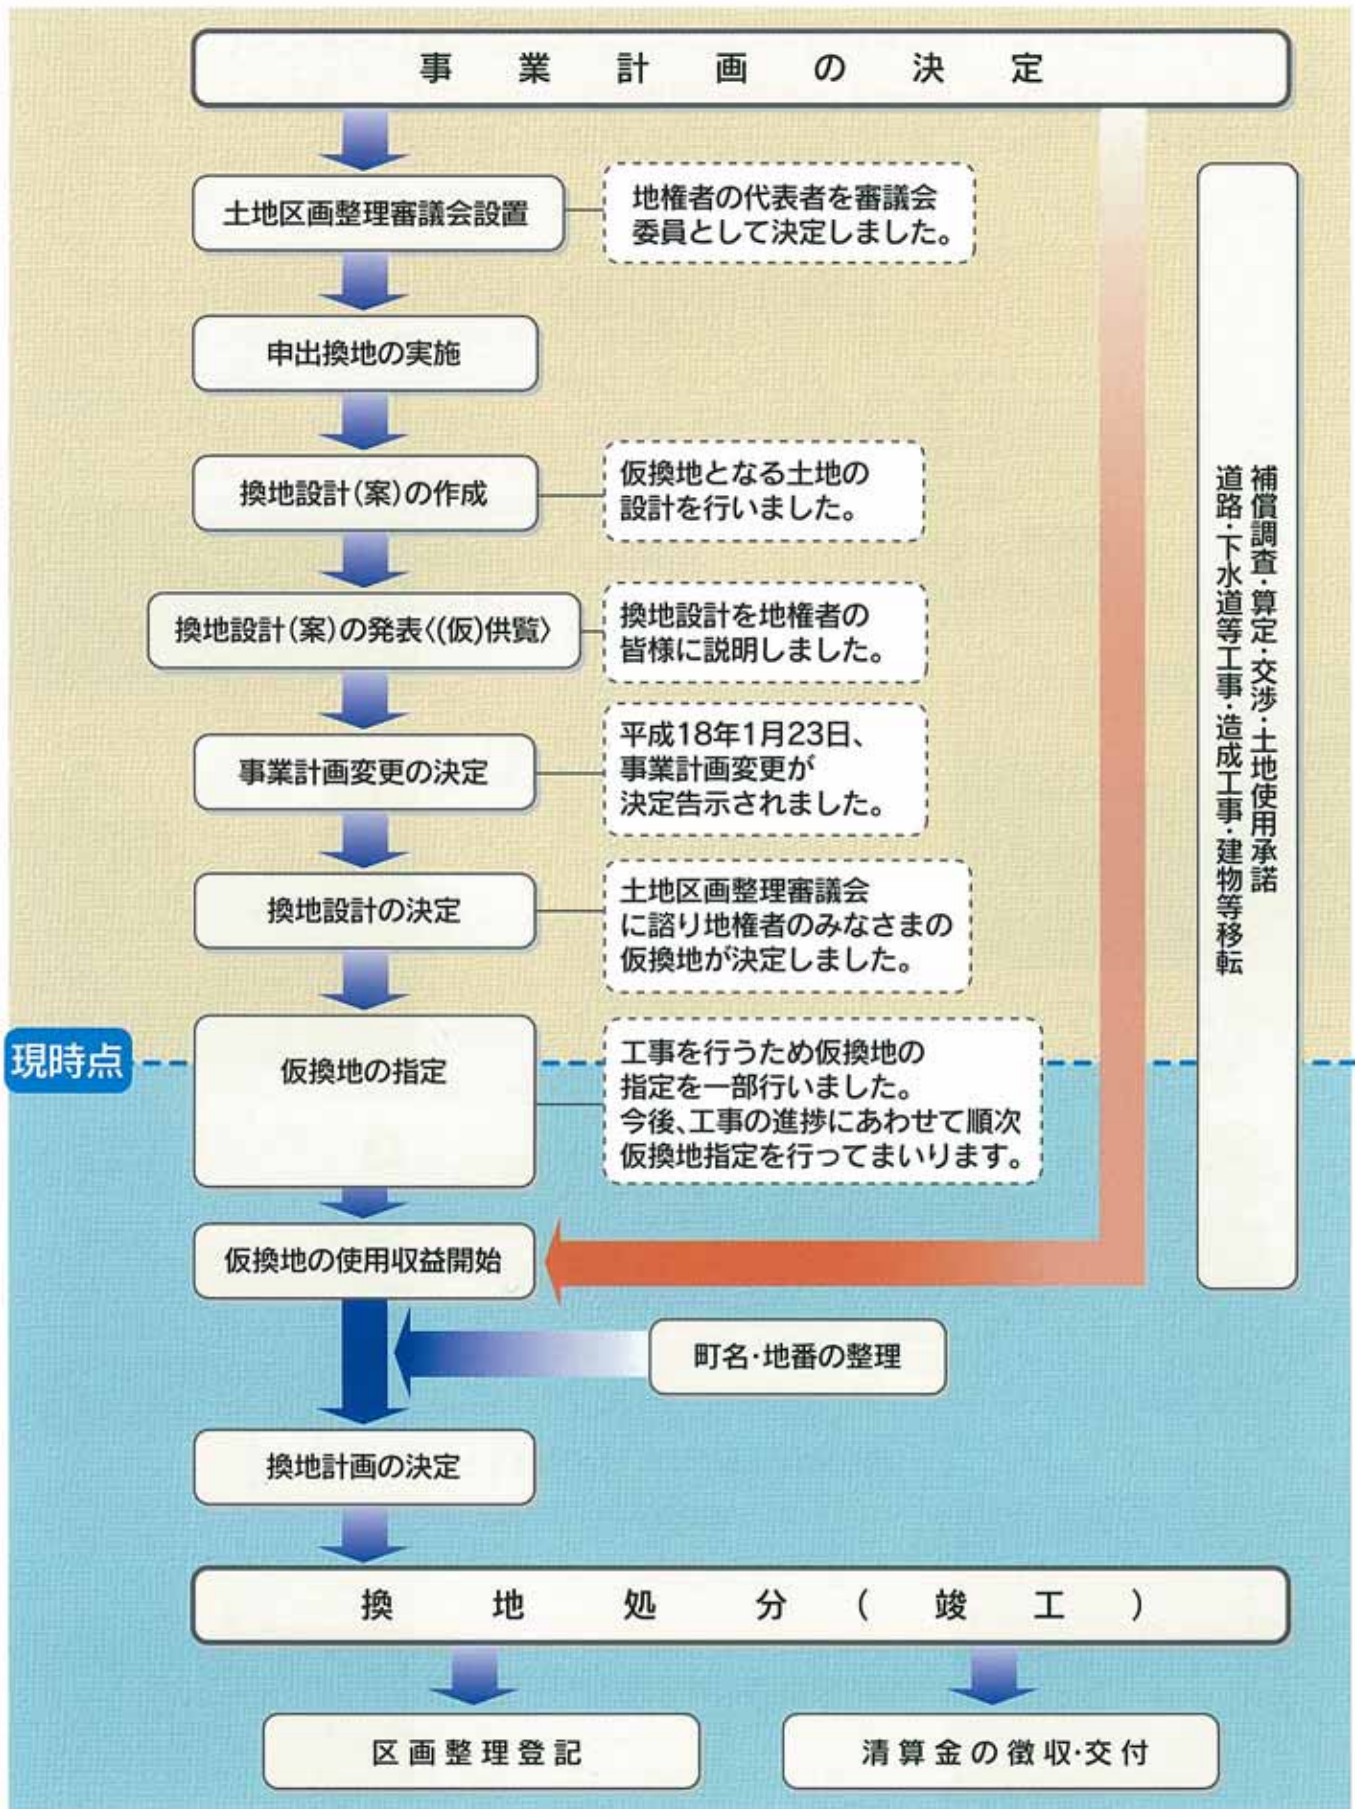 事業計画の決定
土地区画整理審議会設置
地権者の代表者を審議会
委員として決定しました。
申出換地の実施
換地設計(案)の作成
仮換地となる土地の
設計を行いました。
換地設計(案)の発表〈(仮)供覧〉
換地設計を地権者の
皆様に説明しました。
事業計画変更の決定
平成18年1月23日、
事業計画変更が
決定告示されました。
換地設計の決定
土地区画整理審議会
に諮り地権者のみなさまの
仮換地が決定しました。
補償調査・算定・交渉・土地使用承諾
道路・下水道等工事・造成工事・建物等移転
現時点
仮換地の指定
工事を行うため仮換地の
指定を一部行いました。
今後、工事の進捗にあわせて順次
仮換地指定を行ってまいります。
仮換地の使用収益開始
町名・地番の整理
換地計画の決定
換地処分(竣工)
区画整理登記
清算金の徴収・交付